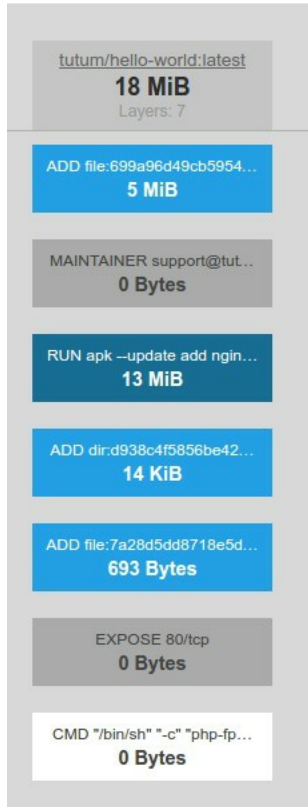 tutum/hello-world:latest
18 MiB
Layers: 7
ADD file:699a96d49cb5954…
5 MiB
MAINTAINER support@tut…
0 Bytes
RUN apk --update add ngin…
13 MiB
ADD dir:d938c4f5856be42…
14 KiB
ADD file:7a28d5dd8718e5d…
693 Bytes
EXPOSE 80/tcp
0 Bytes
CMD "/bin/sh" "-c" "php-fp…
0 Bytes